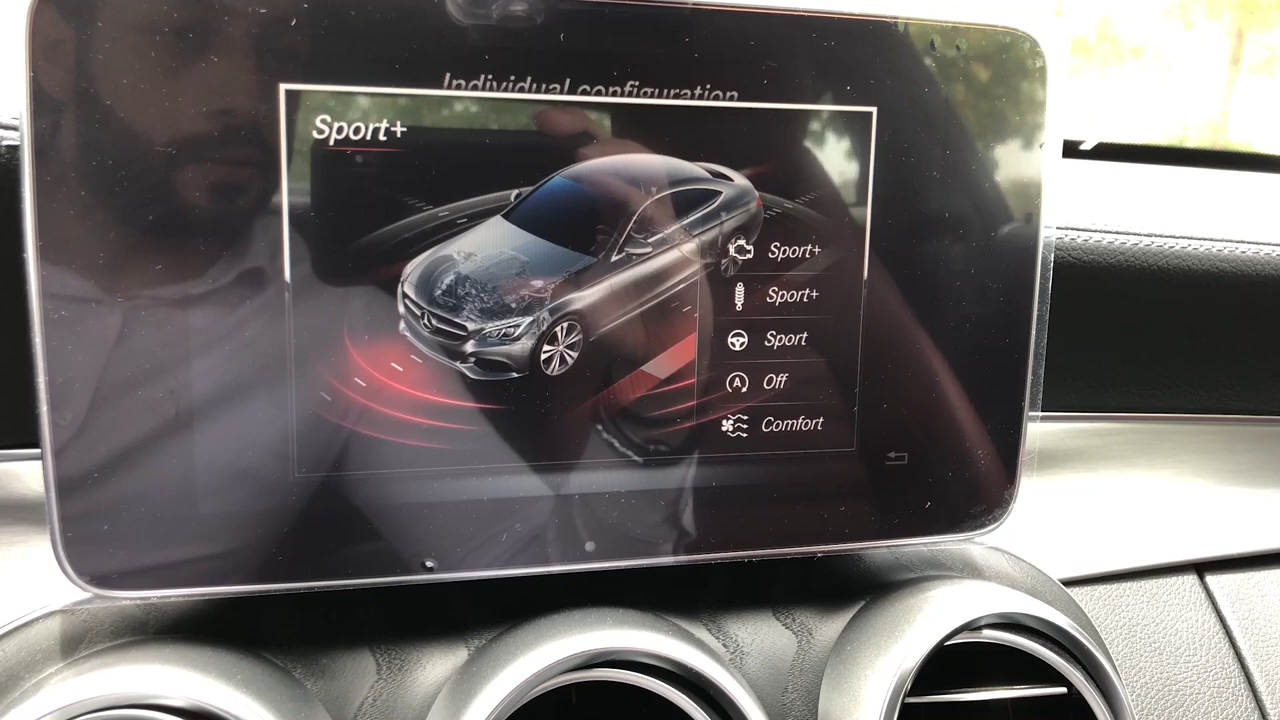 Individual configuration
Sport+
Sport+
Sport+
Sport
A Off
Comfort